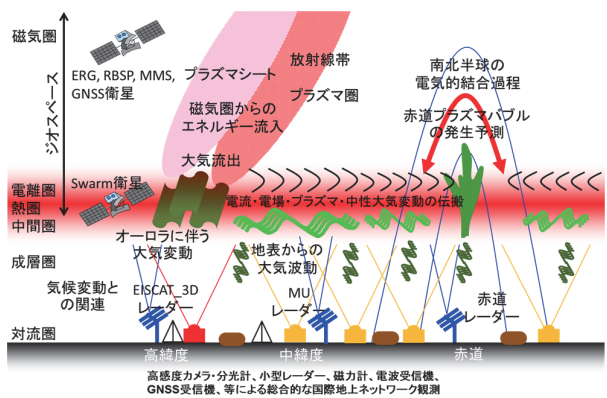 磁気圏
ジオスペース
ERG, RBSP, MMS,
GNSS衛星
プラズマシート
放射線帯
プラズマ圏
磁気圏からの
エネルギー流入
大気流出
南北半球の
電気的結合過程
赤道プラズマバブル
の発生予測
電離圏
熱圏
中間圏
Swarm衛星
電流・電場・プラズマ・中性大気変動の伝搬
オーロラに伴う
大気変動
地表からの
大気波動
成層圏
気候変動と
の関連
EISCAT_3D
レーダー
MU
レーダー
赤道
レーダー
対流圏
高緯度
中緯度
赤道
高感度カメラ・分光計、小型レーダー、磁力計、電波受信機、
GNSS受信機、等による総合的な国際地上ネットワーク観測